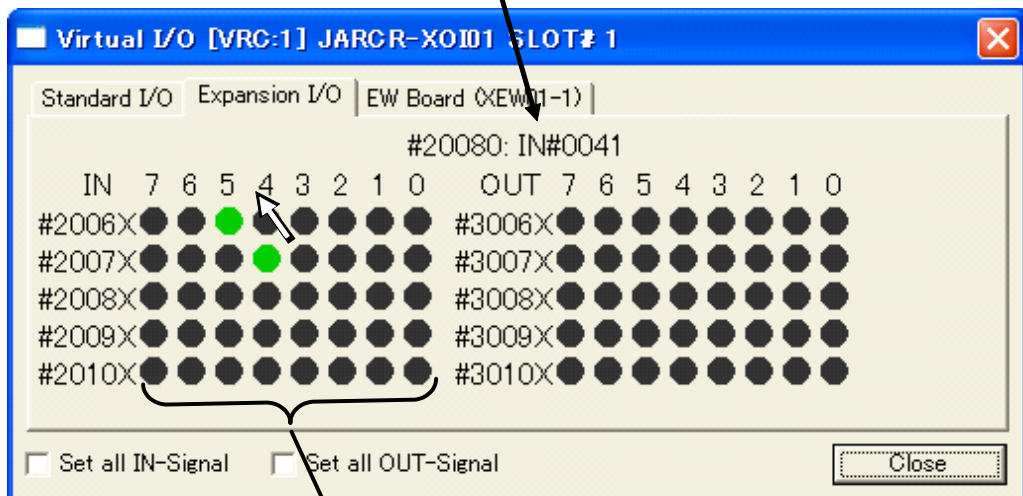 Virtual I/O [VRC:1] JARCR-XOI01 SLOT# 1
Standard I/O Expansion I/O EW Board (XEW01-1)
#20080: IN#0041
IN 7 6 5 4 3 2 1 0 OUT 7 6 5 4 3 2 1 0
#2006X #3006X
#2007X #3007X
#2008X #3008X
#2009X #3009X
#2010X #3010X
Set all IN-Signal Set all OUT-Signal Close